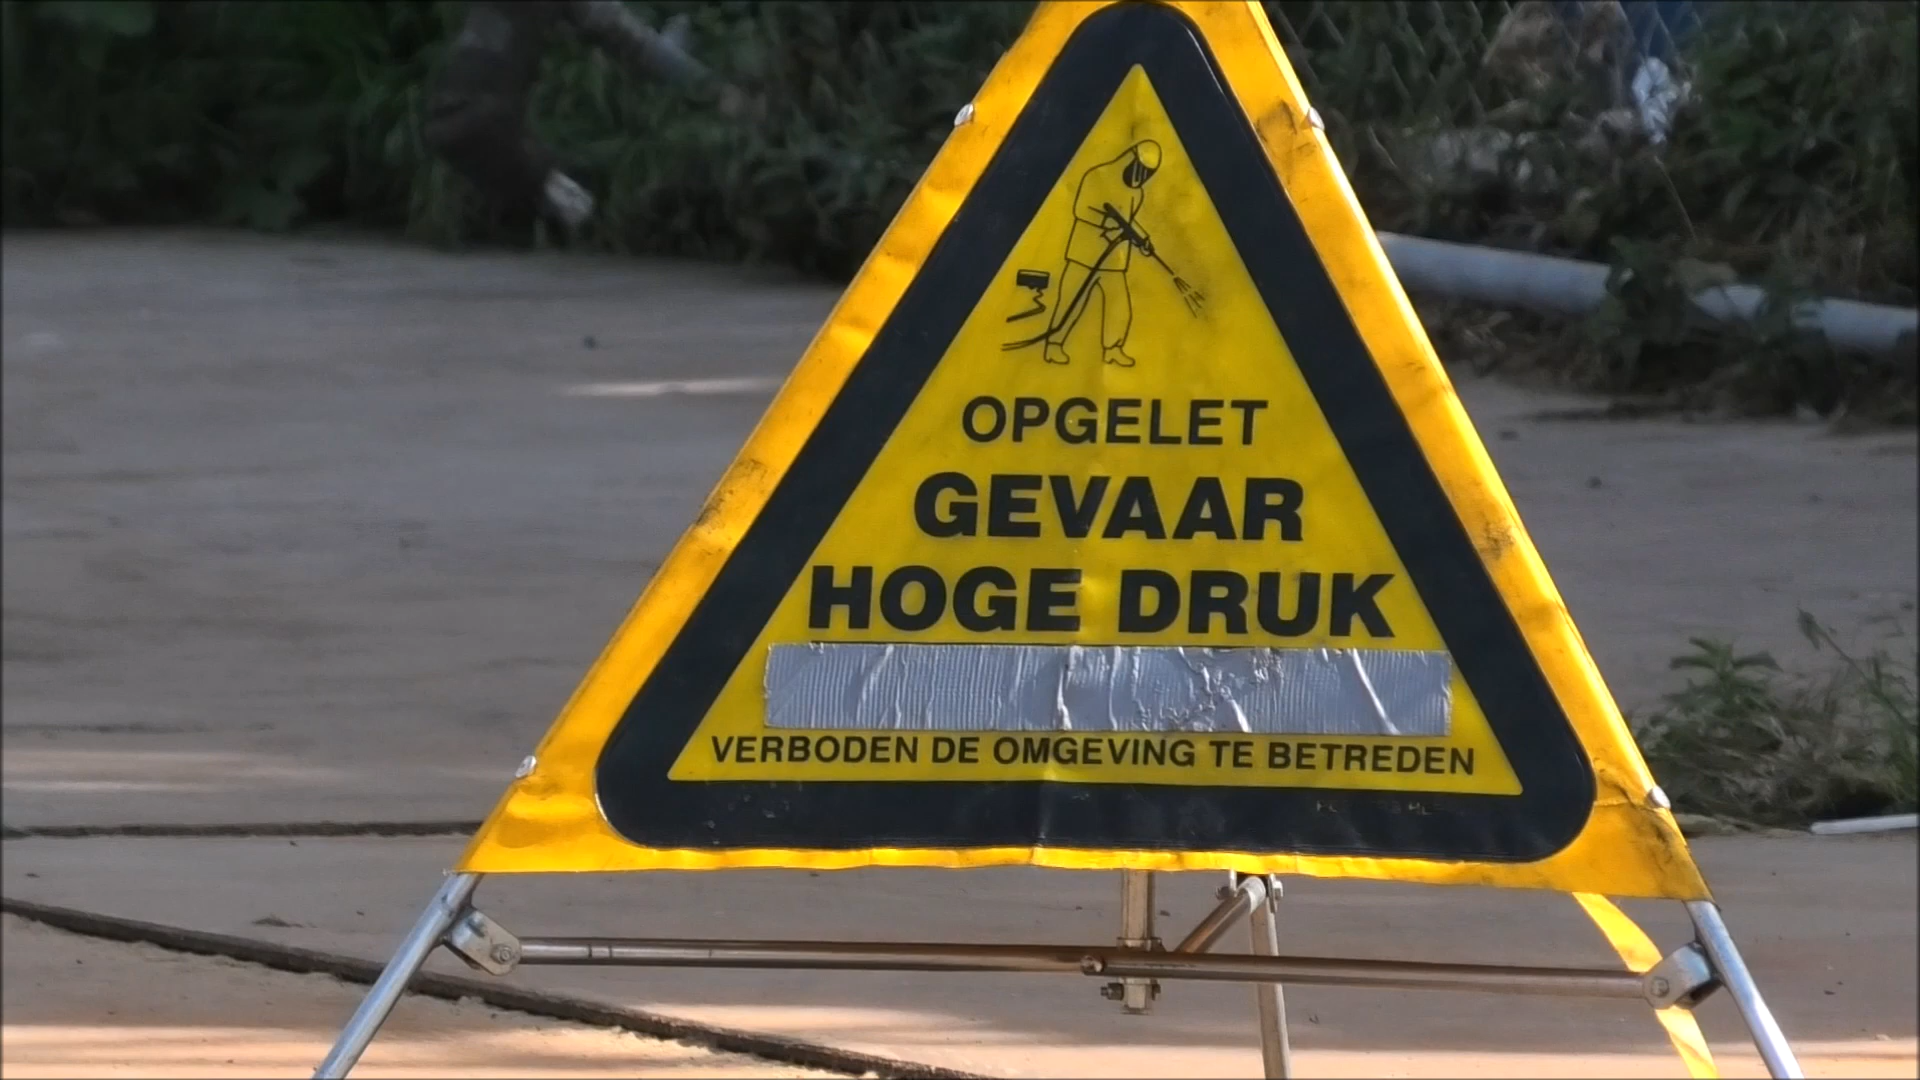 OPGELET
GEVAAR
HOGE DRUK
VERBODEN DE OMGEVING TE BETREDEN